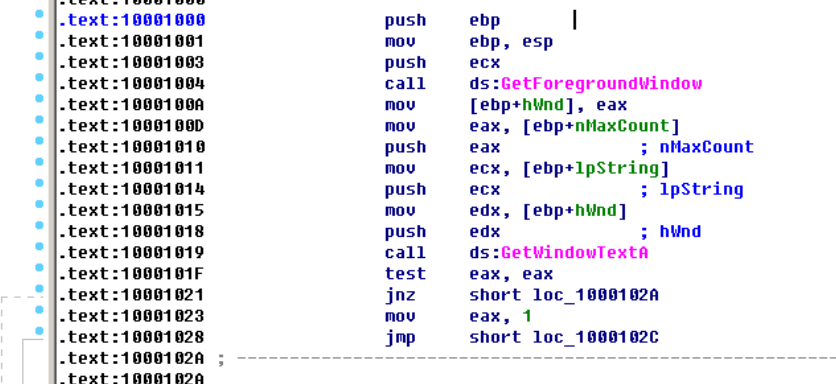 .text:10001000 push ebp
.text:10001001 mov ebp, esp
.text:10001003 push ecx
.text:10001004 call ds:GetForegroundWindow
.text:1000100A mov [ebp+hWnd], eax
.text:1000100D mov eax, [ebp+nMaxCount]
.text:10001010 push eax ; nMaxCount
.text:10001011 mov ecx, [ebp+lpString]
.text:10001014 push ecx ; lpString
.text:10001015 mov edx, [ebp+hWnd]
.text:10001018 push edx ; hWnd
.text:10001019 call ds:GetWindowTextA
.text:1000101F test eax, eax
.text:10001021 jnz short loc_1000102A
.text:10001023 mov eax, 1
.text:10001028 jmp short loc_1000102C
.text:1000102A ; ---------------------------------------------------------------------------
.text:1000102A